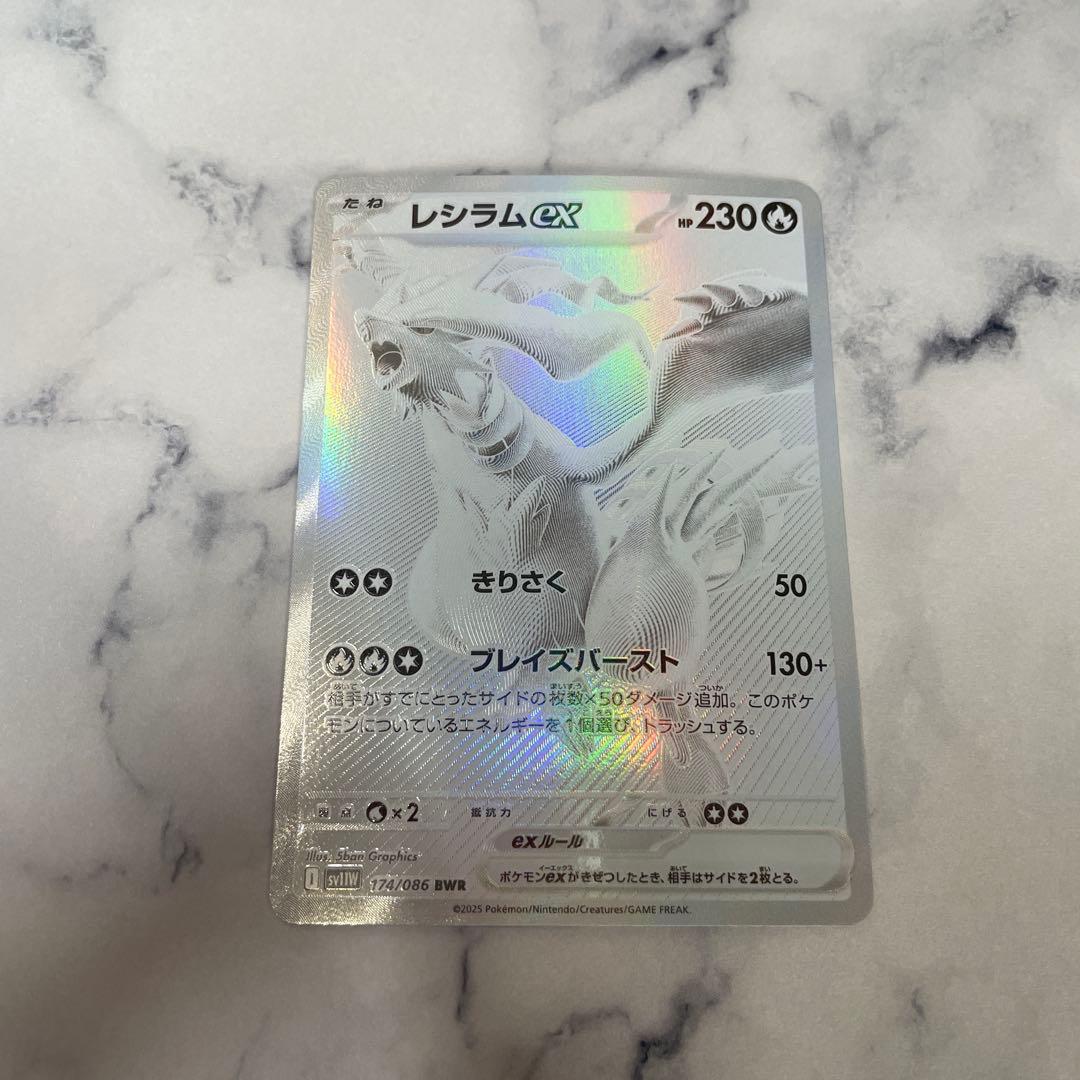 たね レシラムex HP230
きりさく 50
ブレイズバースト 130+
相手がすでにとったサイドの枚数×50ダメージ追加。このポケ
モンについているエネルギーを1個選び、トラッシュする。
弱点 ×2 抵抗力 にげる
exルール
ポケモンexがきぜつしたとき、相手はサイドを2枚とる。
Illus. 5ban Graphics
I sv11W 174/086 BWR
©2025 Pokémon/Nintendo/Creatures/GAME FREAK.